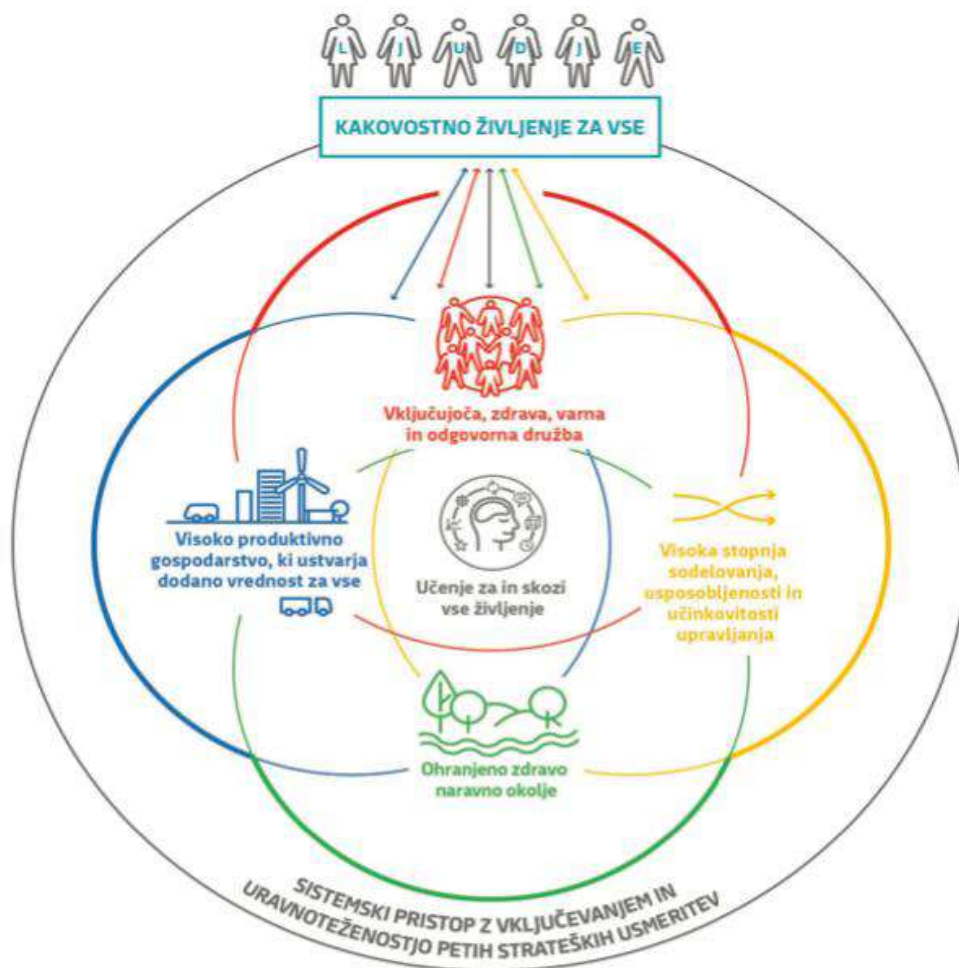 L J U D J E
KAKOVOSTNO ŽIVLJENJE ZA VSE
Vključujoča, zdrava, varna
in odgovorna družba
Visoko produktivno
gospodarstvo, ki ustvarja
dodano vrednost za vse
Učenje za in skozi
vse življenje
Visoka stopnja
sodelovanja,
usposobljenosti in
učinkovitosti
upravljanja
Ohranjeno zdravo
naravno okolje
SISTEMSKI PRISTOP Z VKLJUČEVANJEM IN
URAVNOTEŽENOSTJO PETIH STRATEŠKIH USMERITEV